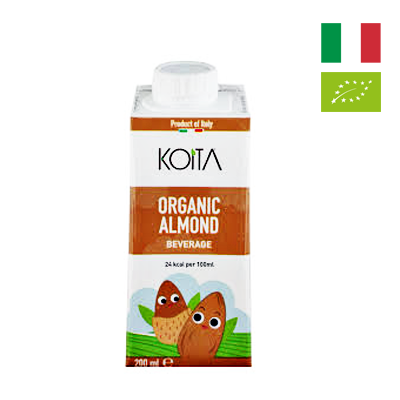 Product of Italy
KOITA
ORGANIC
ALMOND
BEVERAGE
24 kcal per 100ml
200 ml ℮